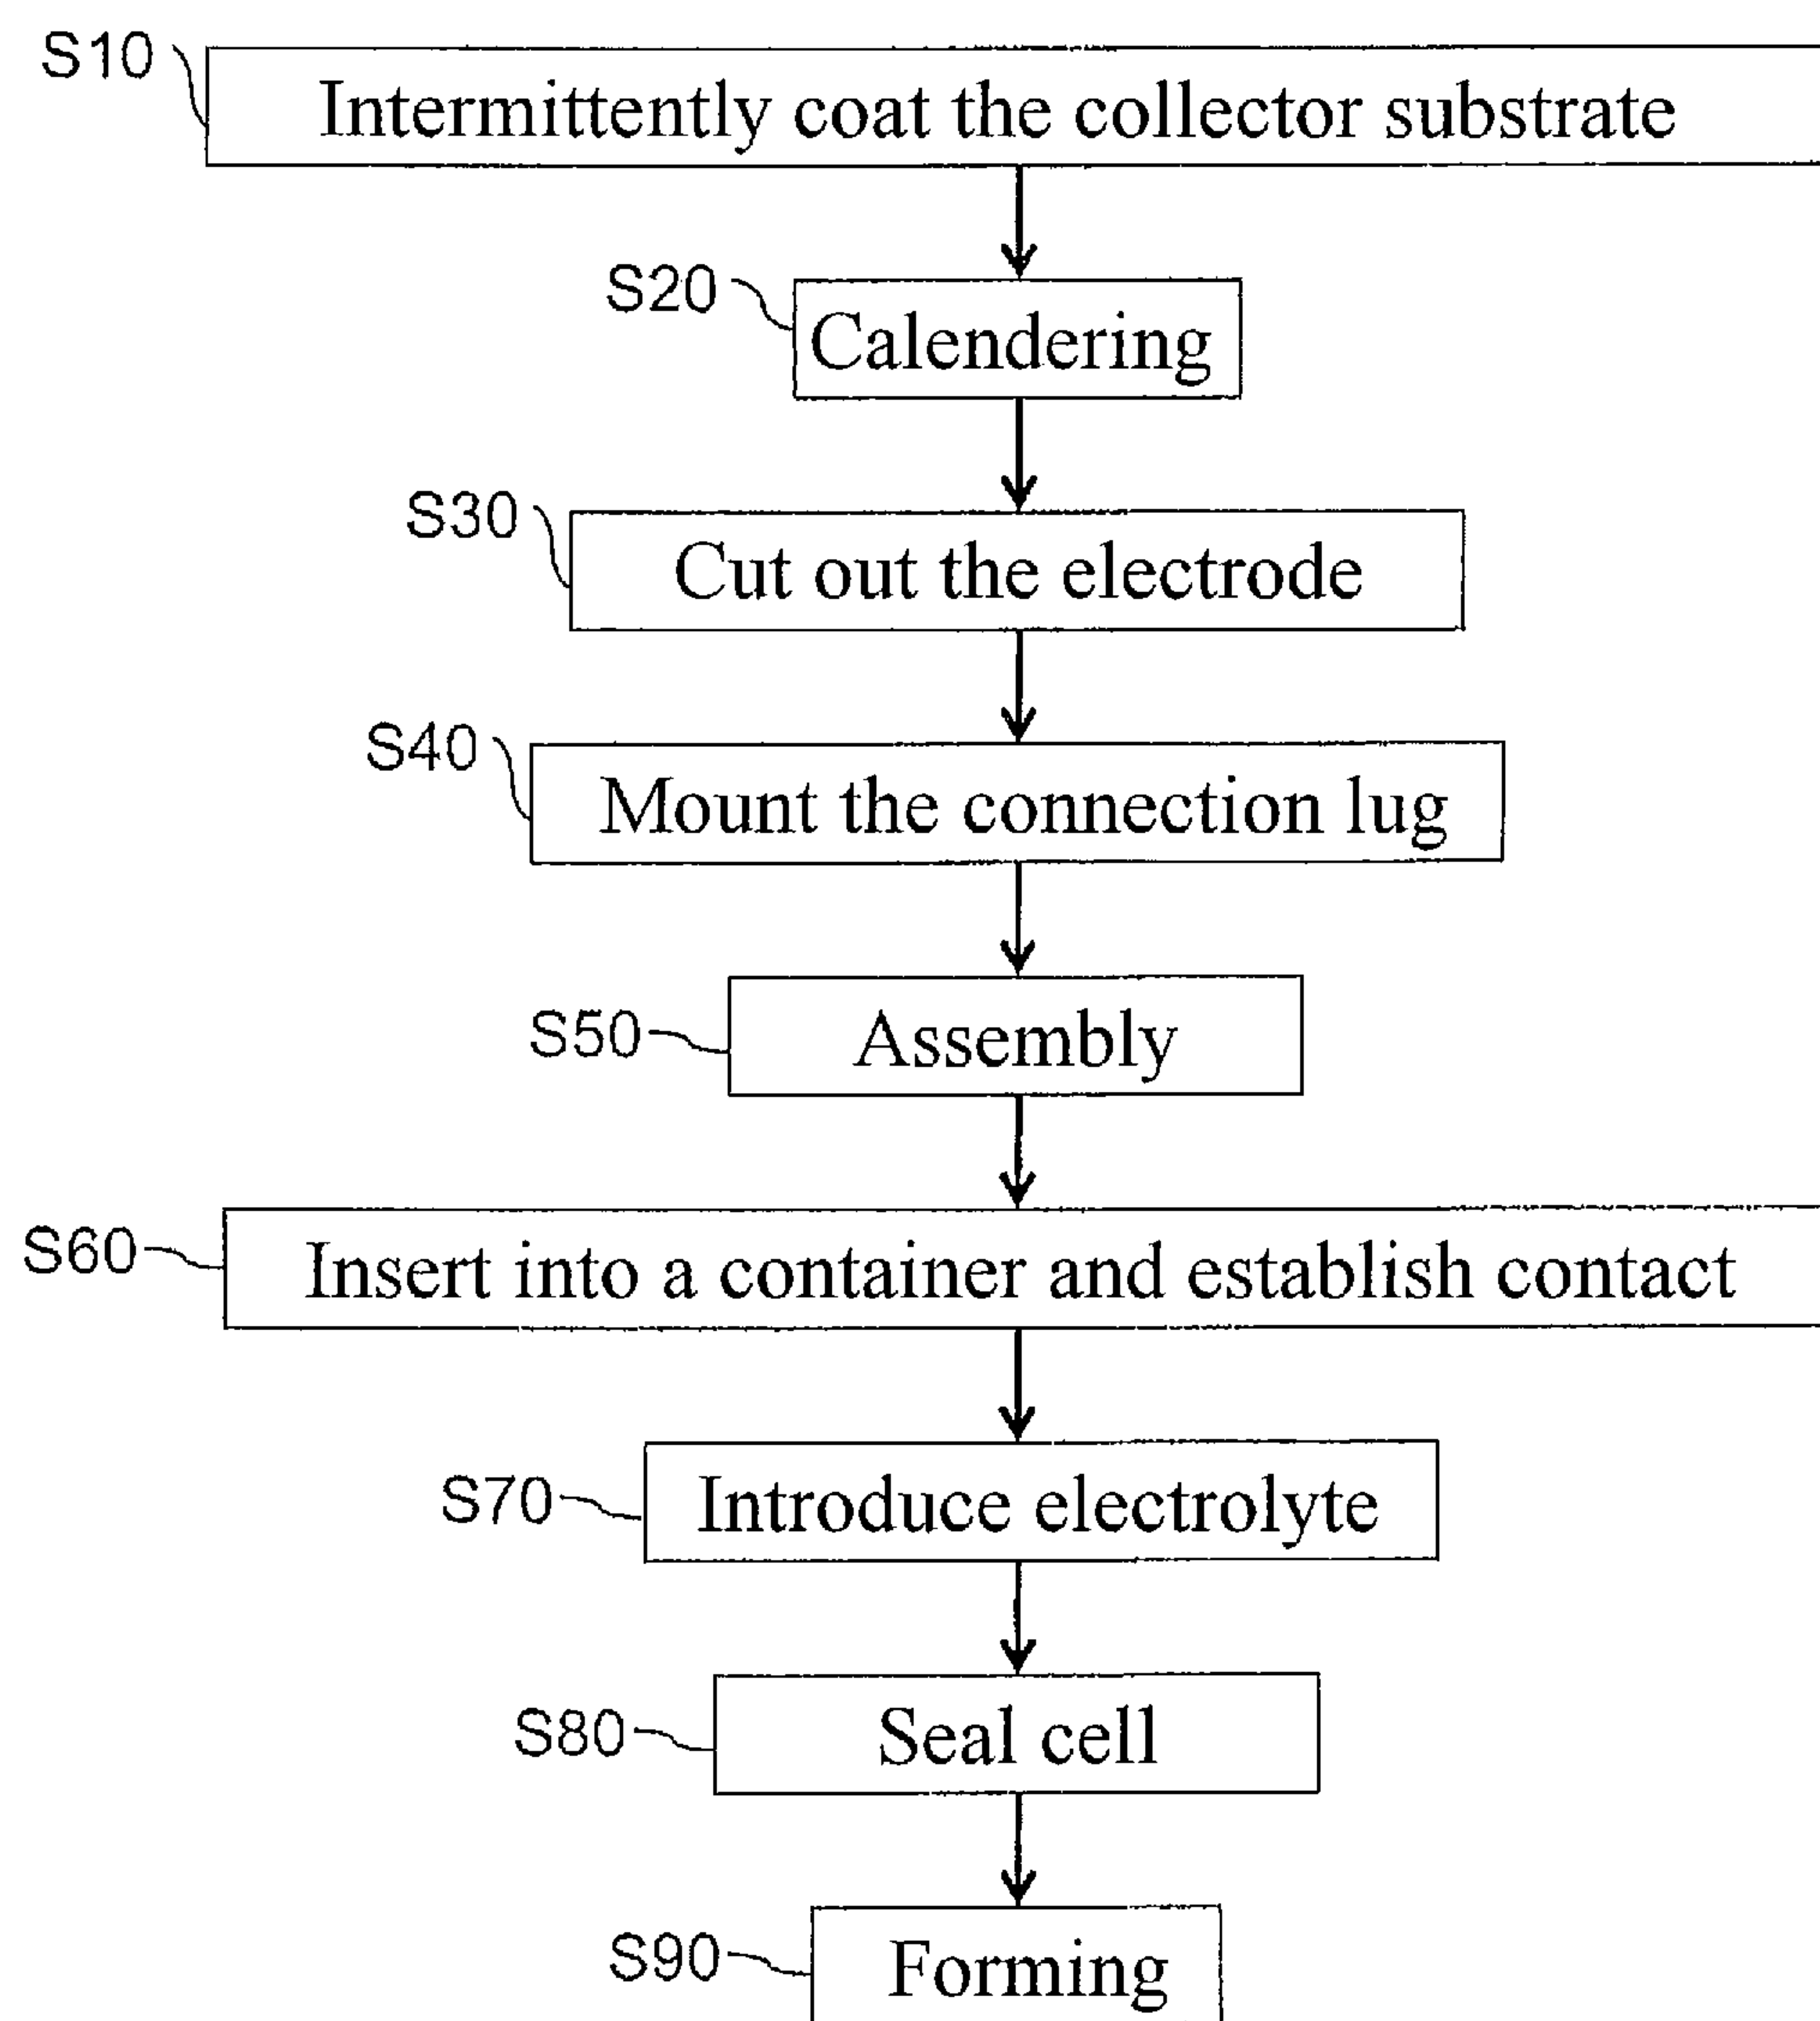 S10
Intermittently coat the collector substrate
S20
Calendering
S30
Cut out the electrode
S40
Mount the connection lug
S50
Assembly
S60
Insert into a container and establish contact
S70
Introduce electrolyte
S80
Seal cell
S90
Forming